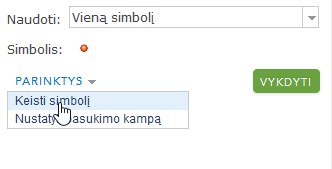 Naudoti: Vieną simbolį
Simbolis:
PARINKTYS
VYKDYTI
Keisti simbolį
kampą